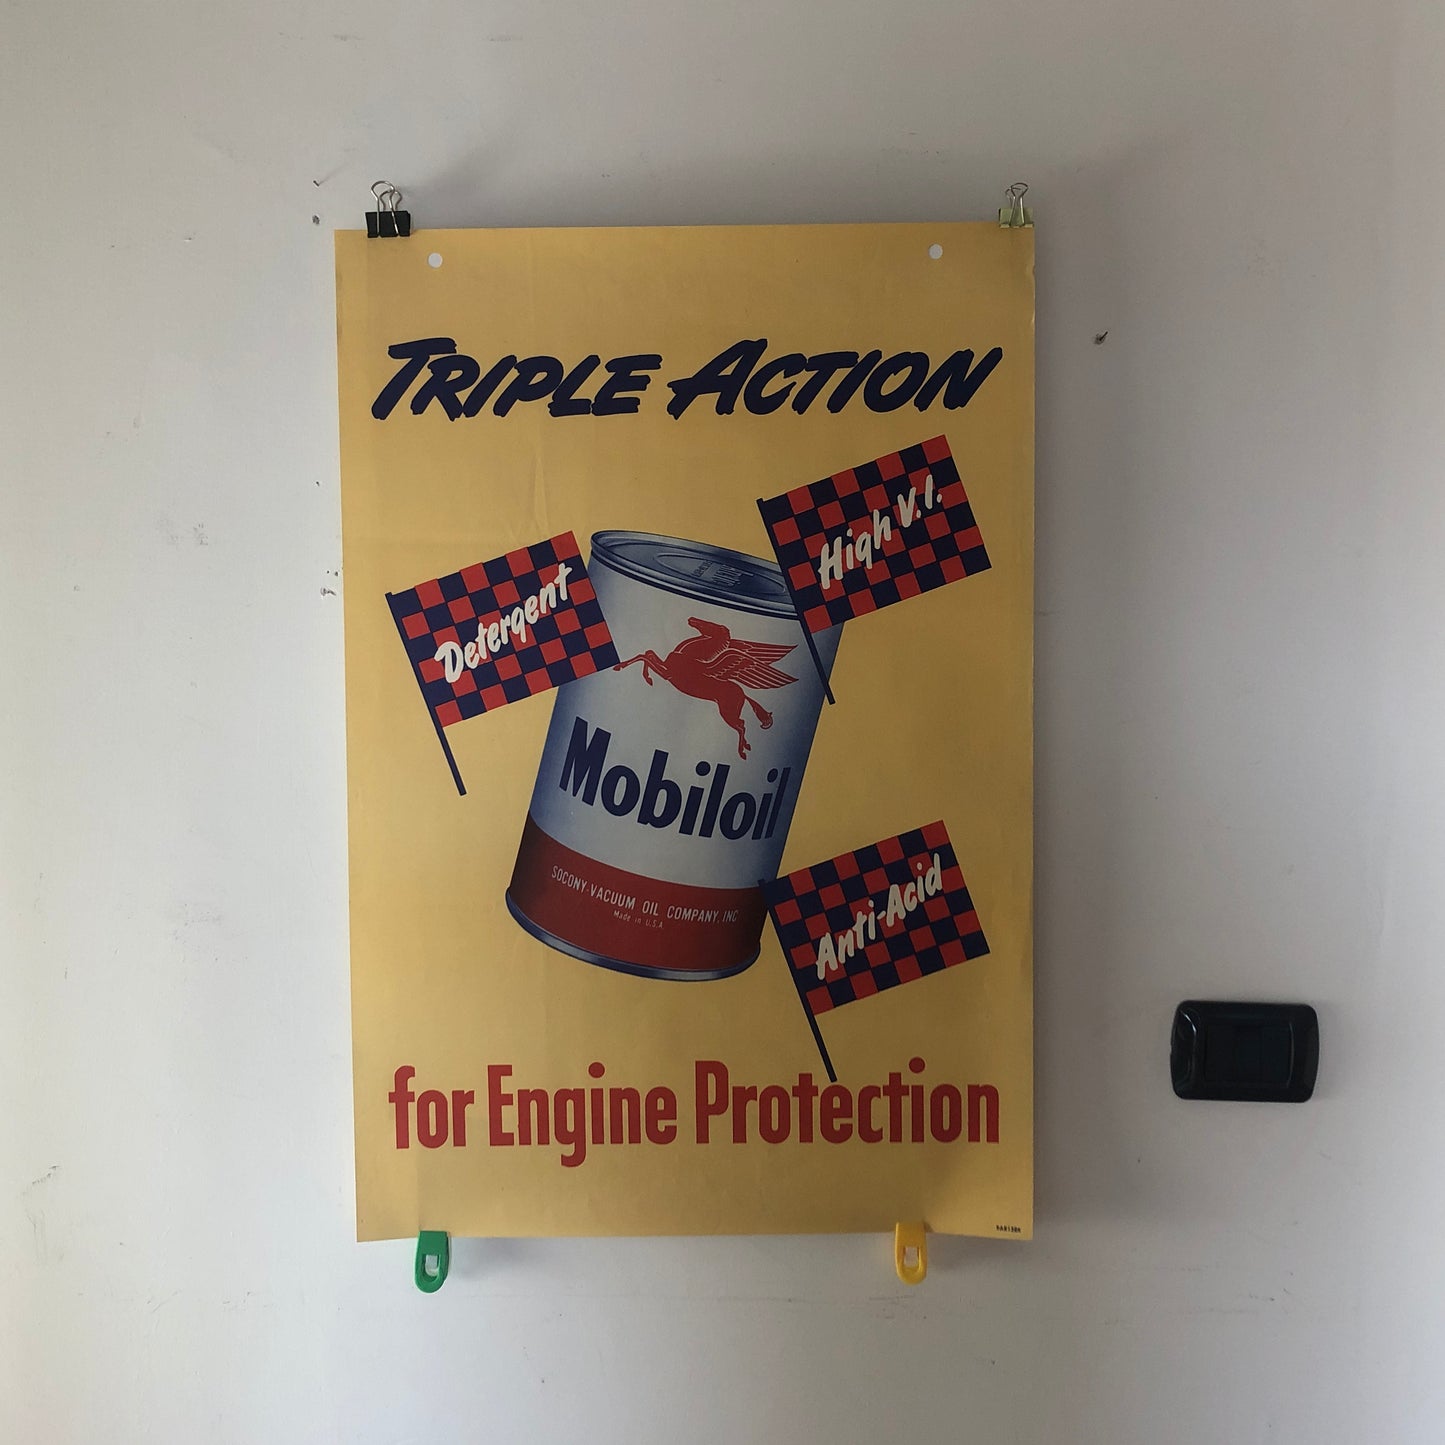 TRIPLE ACTION
High V.I.
Detergent
Mobiloil
SOCONY-VACUUM OIL COMPANY, INC
Made in U.S.A.
Anti-Acid
for Engine Protection